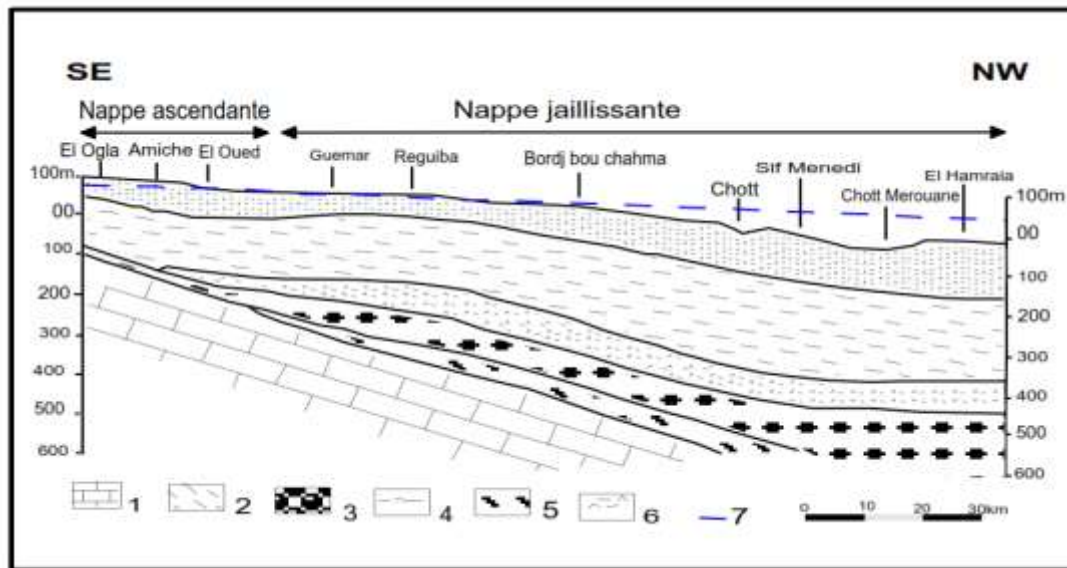 SE NW
Nappe ascendante Nappe jaillissante
El Ogla Amiche El Oued Guemar Reguiba Bordj bou chahma Chott Sif Menedi Chott Merouane El Hamraia
100m 100m
00 00
100 100
200 200
300 300
400 400
500 500
600 600
m
1 2 3 4 5 6 7
0 10 20 30km